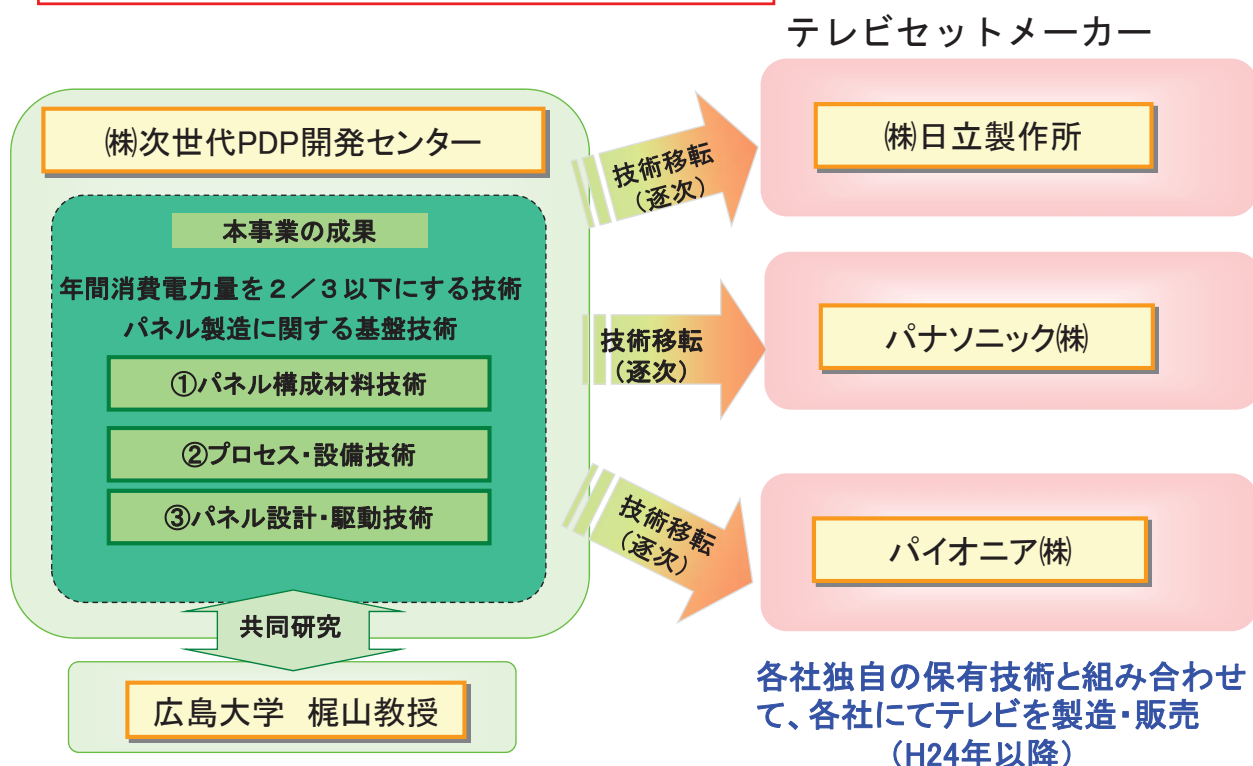 テレビセットメーカー
㈱次世代PDP開発センター
本事業の成果
年間消費電力量を２／３以下にする技術
パネル製造に関する基盤技術
①パネル構成材料技術
②プロセス・設備技術
③パネル設計・駆動技術
共同研究
広島大学 梶山教授
技術移転
(逐次)
㈱日立製作所
技術移転
(逐次)
パナソニック㈱
技術移転
(逐次)
パイオニア㈱
各社独自の保有技術と組み合わせ
て、各社にてテレビを製造・販売
(H24年以降)